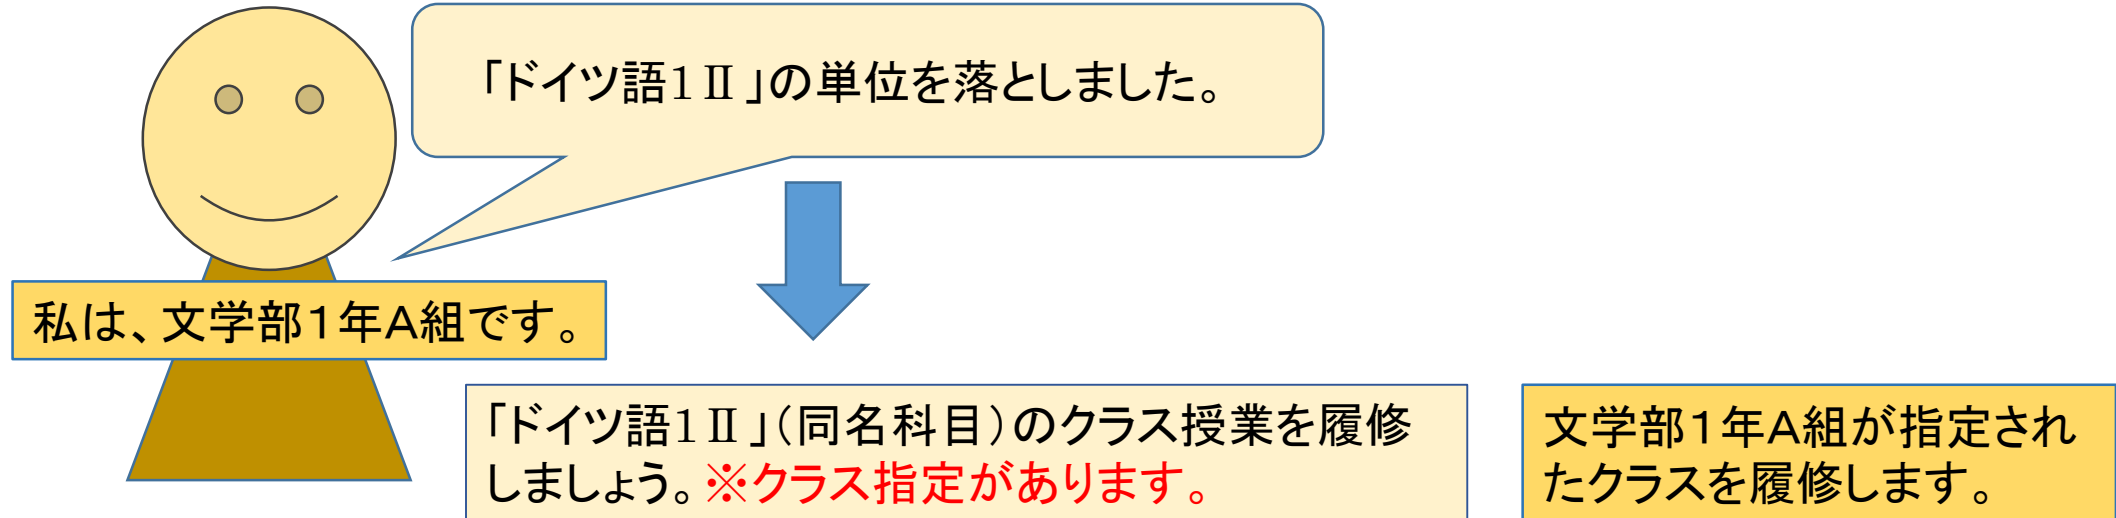 「ドイツ語1Ⅱ」の単位を落としました。
私は、文学部１年A組です。
「ドイツ語1Ⅱ」(同名科目)のクラス授業を履修
しましょう。※クラス指定があります。
文学部１年A組が指定され
たクラスを履修します。